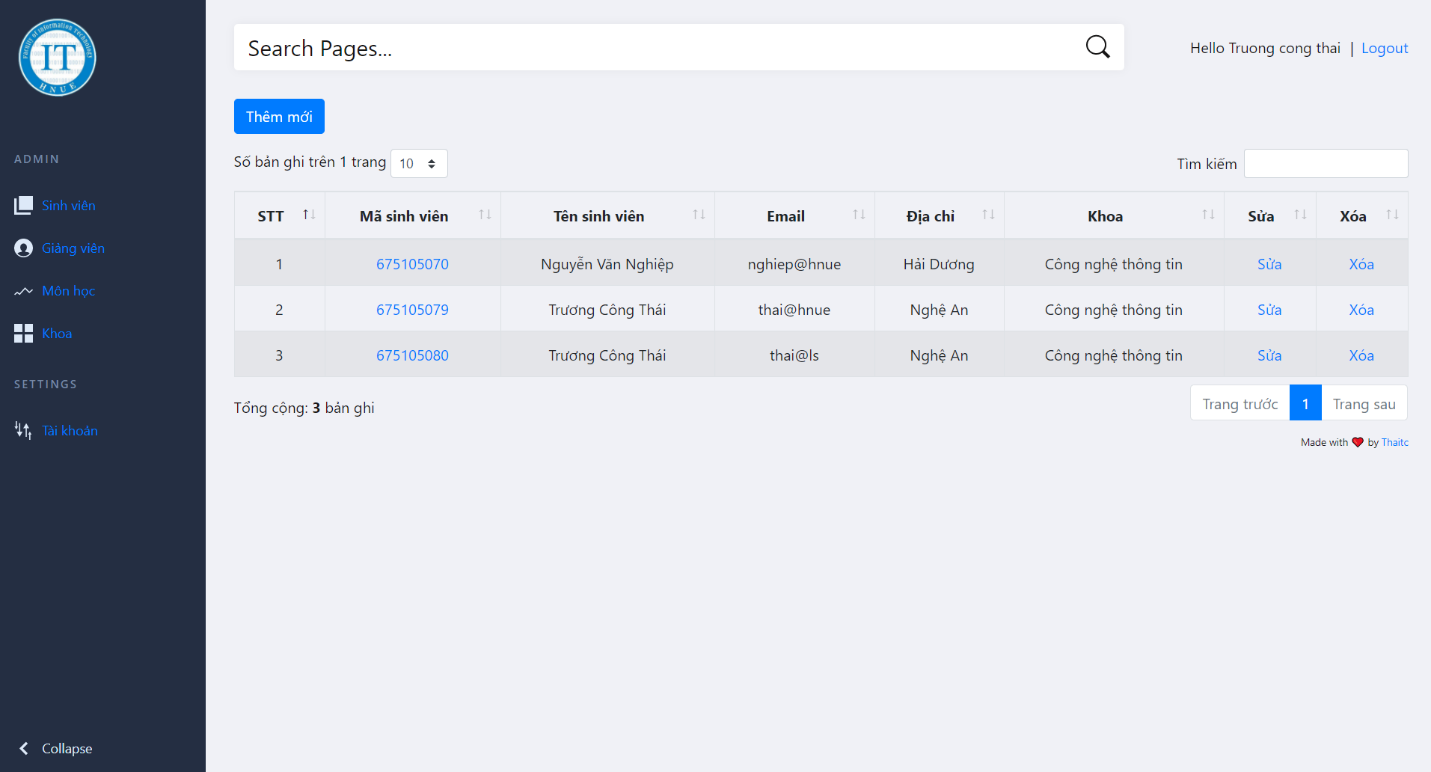 Faculty of Information Technology
IT
HNUE
Search Pages...
Hello Truong cong thai | Logout
Thêm mới
ADMIN
Số bản ghi trên 1 trang 10
Tìm kiếm
Sinh viên
STT Mã sinh viên Tên sinh viên Email Địa chỉ Khoa Sửa Xóa
Giảng viên
1 675105070 Nguyễn Văn Nghiệp nghiep@hnue Hải Dương Công nghệ thông tin Sửa Xóa
Môn học
2 675105079 Trương Công Thái thai@hnue Nghệ An Công nghệ thông tin Sửa Xóa
Khoa
3 675105080 Trương Công Thái thai@ls Nghệ An Công nghệ thông tin Sửa Xóa
SETTINGS
Tổng cộng: 3 bản ghi
Trang trước 1 Trang sau
Tài khoản
Made with ❤ by Thaitc
Collapse